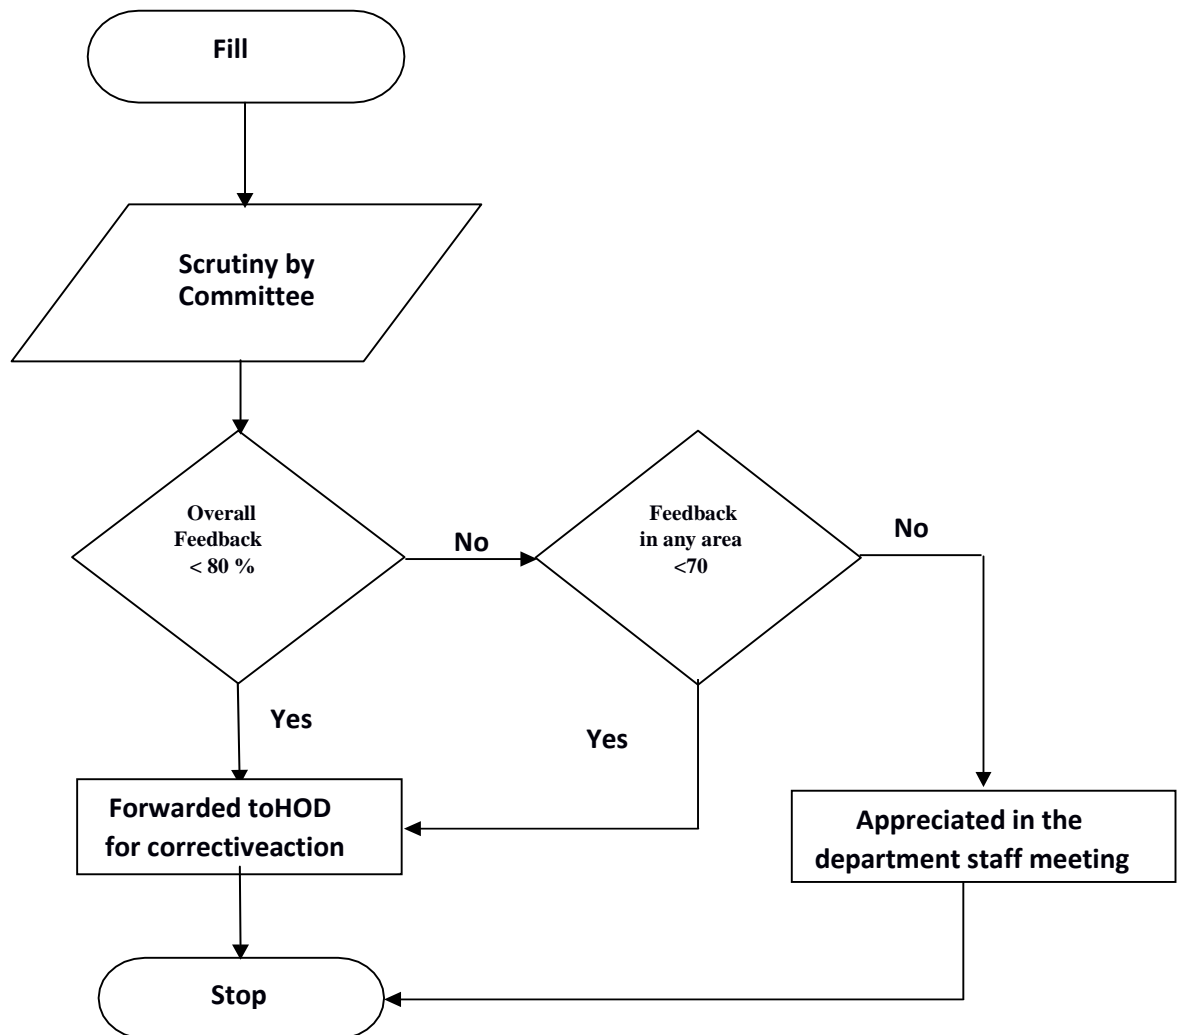 Fill
Scrutiny by
Committee
Overall
Feedback
< 80 %
No
Feedback
in any area
<70
No
Yes
Yes
Forwarded toHOD
for correctiveaction
Appreciated in the
department staff meeting
Stop